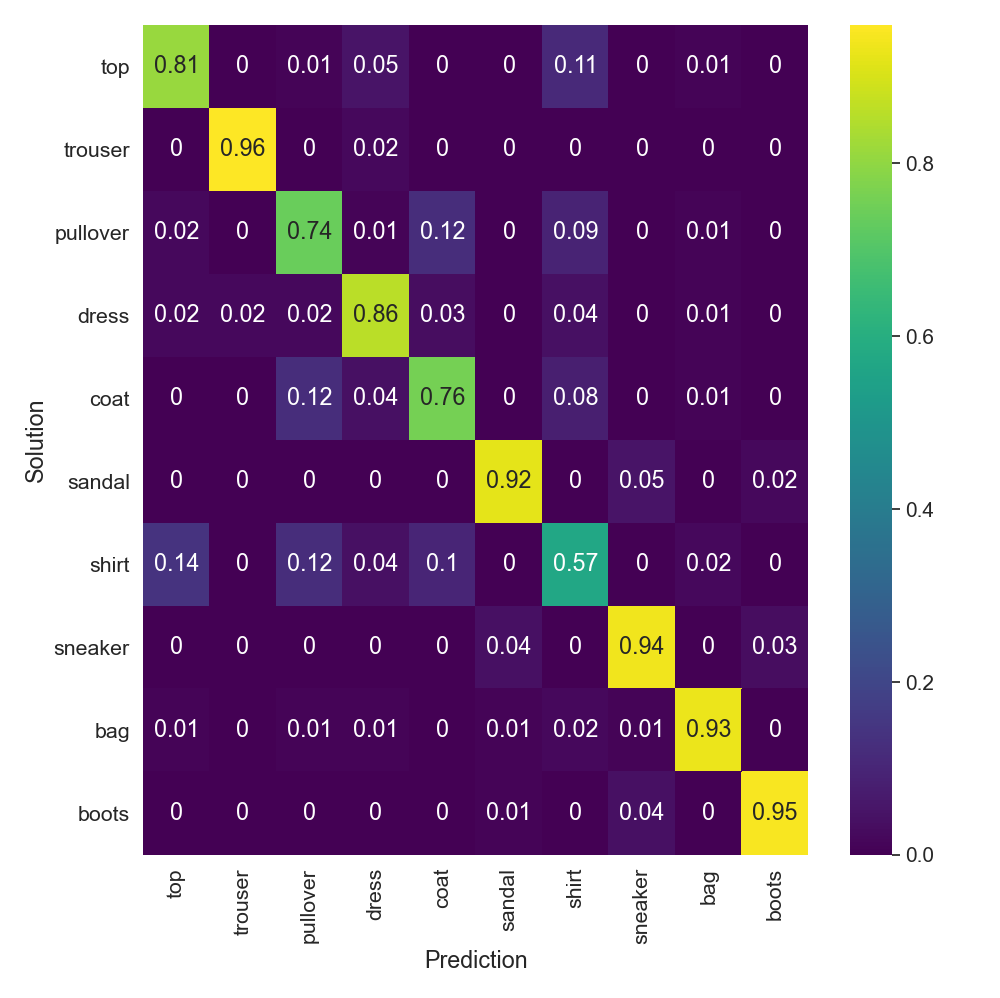 top 0.81 0 0.01 0.05 0 0 0.11 0 0.01 0
trouser 0 0.96 0 0.02 0 0 0 0 0 0
pullover 0.02 0 0.74 0.01 0.12 0 0.09 0 0.01 0
dress 0.02 0.02 0.02 0.86 0.03 0 0.04 0 0.01 0
coat 0 0 0.12 0.04 0.76 0 0.08 0 0.01 0
sandal 0 0 0 0 0 0.92 0 0.05 0 0.02
shirt 0.14 0 0.12 0.04 0.1 0 0.57 0 0.02 0
sneaker 0 0 0 0 0 0.04 0 0.94 0 0.03
bag 0.01 0 0.01 0.01 0 0.01 0.02 0.01 0.93 0
boots 0 0 0 0 0 0.01 0 0.04 0 0.95
Solution
top trouser pullover dress coat sandal shirt sneaker bag boots
Prediction
0.8
0.6
0.4
0.2
0.0